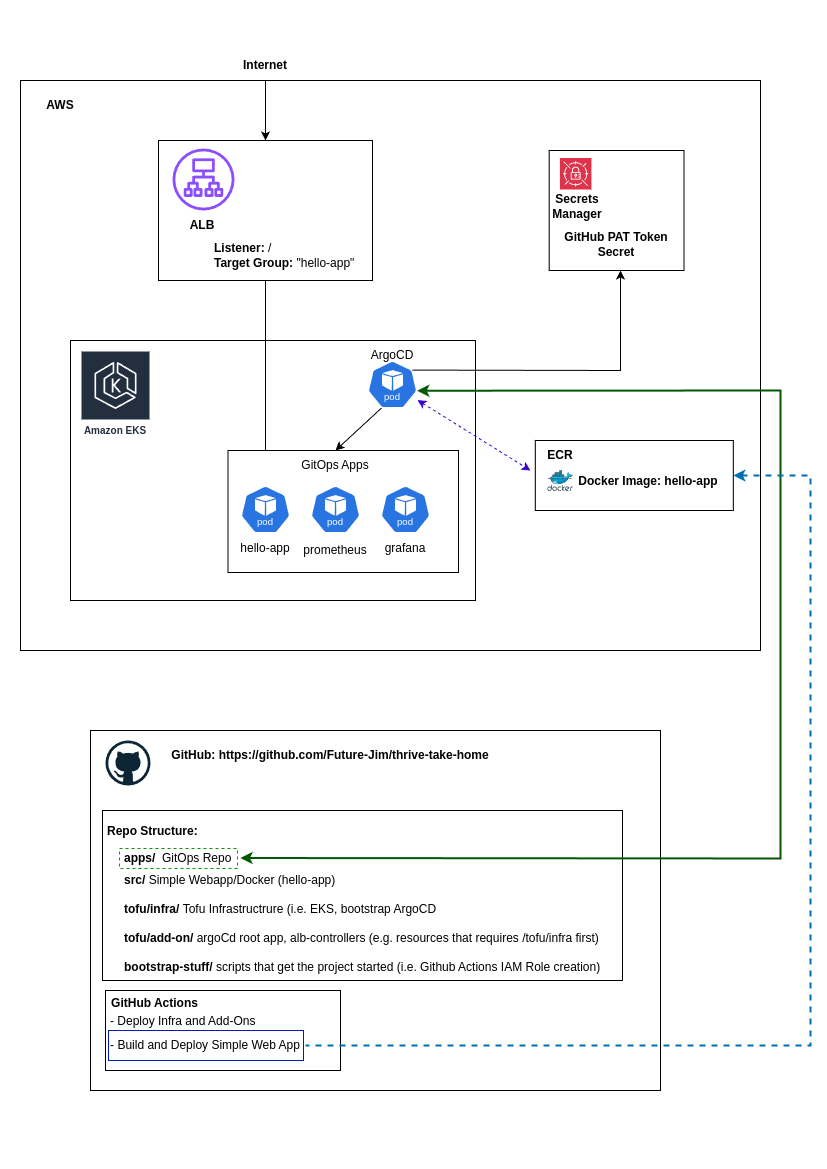 Internet
AWS
ALB
Listener: /
Target Group: "hello-app"
Secrets
Manager
GitHub PAT Token
Secret
ArgoCD
pod
Amazon EKS
GitOps Apps
pod
pod
pod
hello-app
prometheus
grafana
ECR
docker
Docker Image: hello-app
GitHub: https://github.com/Future-Jim/thrive-take-home
Repo Structure:
apps/ GitOps Repo
src/ Simple Webapp/Docker (hello-app)
tofu/infra/ Tofu Infrastructrure (i.e. EKS, bootstrap ArgoCD
tofu/add-on/ argoCd root app, alb-controllers (e.g. resources that requires /tofu/infra first)
bootstrap-stuff/ scripts that get the project started (i.e. Github Actions IAM Role creation)
GitHub Actions
- Deploy Infra and Add-Ons
- Build and Deploy Simple Web App